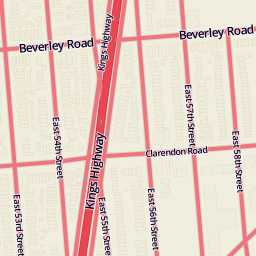 Kings Highway
Beverley Road
Beverley Road
East 57th Street
East 54th Street
East 58th Street
Clarendon Road
Kings Highway
East 53rd Street
East 55th Street
East 56th Street